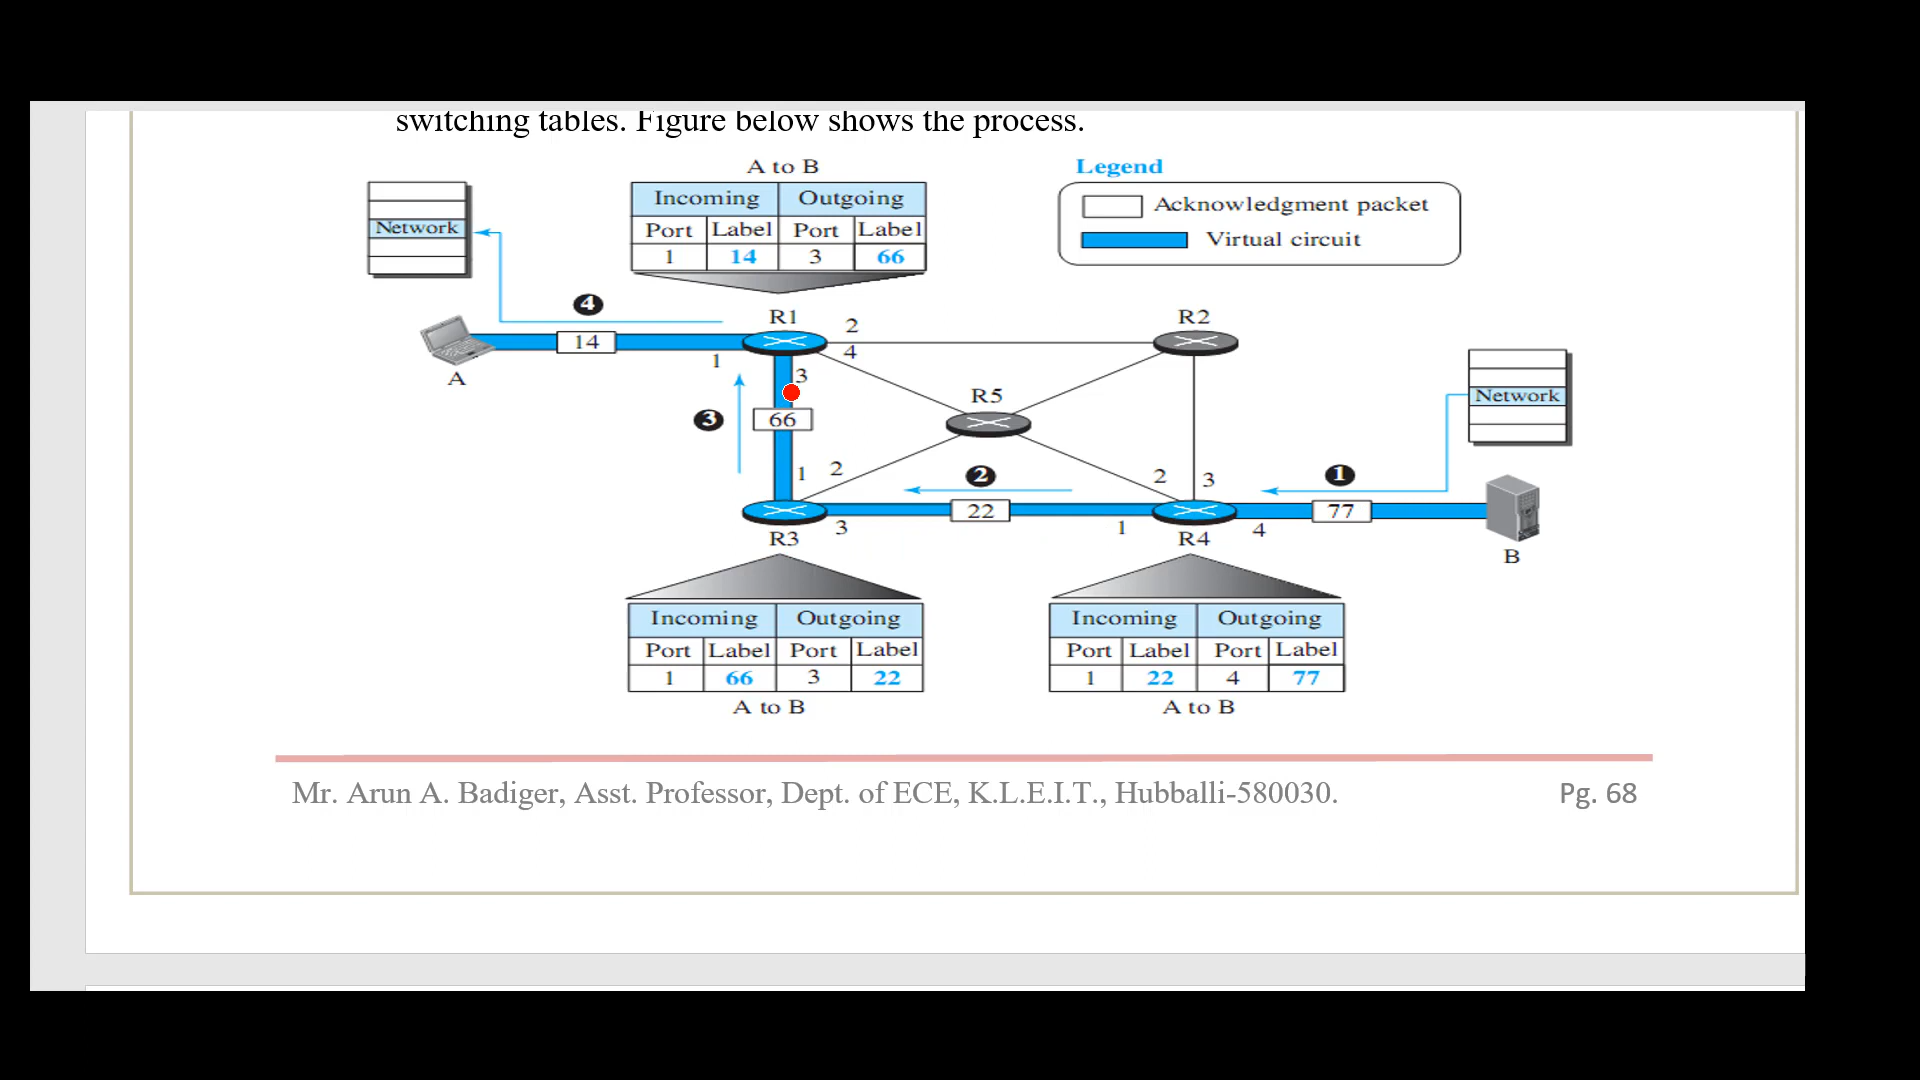 switching tables. Figure below shows the process.
A to B
Legend
Incoming Outgoing
Port Label Port Label
1 14 3 66
Acknowledgment packet
Virtual circuit
Network
4
14
A
1
R1
2
4
3
R2
3
66
R5
Network
1 2
2
22
2 3
1
77
R3
3
1
R4
4
B
Incoming Outgoing
Port Label Port Label
1 66 3 22
A to B
Incoming Outgoing
Port Label Port Label
1 22 4 77
A to B
Mr. Arun A. Badiger, Asst. Professor, Dept. of ECE, K.L.E.I.T., Hubballi-580030. Pg. 68